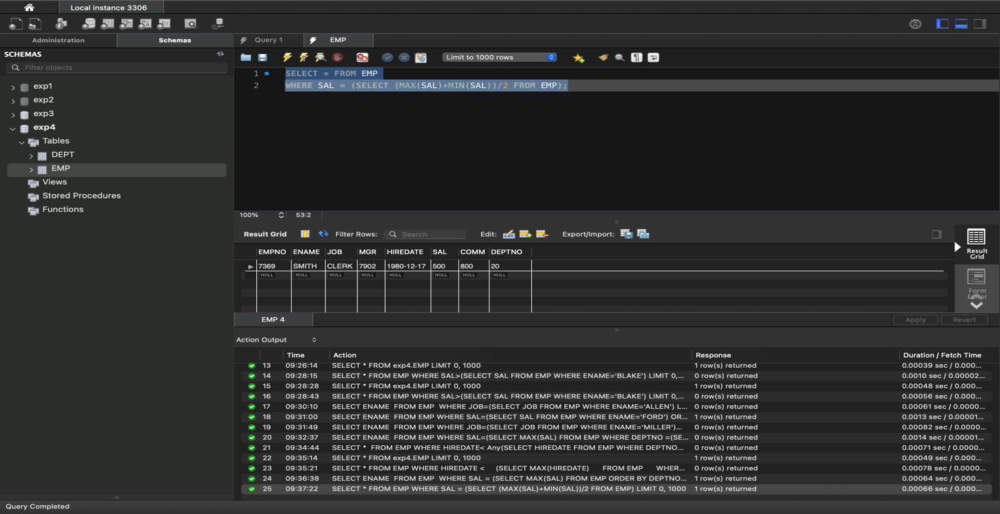 Local instance 3306
Administration
Schemas
Query 1
EMP
SCHEMAS
Filter objects
Limit to 1000 rows
exp1
exp2
exp3
exp4
Tables
DEPT
EMP
Views
Stored Procedures
Functions
1 SELECT * FROM EMP
2 WHERE SAL = (SELECT (MAX(SAL)+MIN(SAL))/2 FROM EMP);
100% 53:2
Result Grid Filter Rows: Search Edit: Export/Import:
EMPNO ENAME JOB MGR HIREDATE SAL COMM DEPTNO
7369 SMITH CLERK 7902 1980-12-17 500 800 20
NULL NULL NULL NULL NULL NULL NULL NULL
Result
Grid
Form
Editor
EMP 4
Apply Revert
Action Output
Time Action Response Duration / Fetch Time
13 09:26:14 SELECT * FROM exp4.EMP LIMIT 0, 1000 1 row(s) returned 0.00039 sec / 0.000...
14 09:28:15 SELECT * FROM EMP WHERE SAL>(SELECT SAL FROM EMP WHERE ENAME='BLAKE') LIMIT 0,... 0 row(s) returned 0.0010 sec / 0.00002...
15 09:28:28 SELECT * FROM exp4.EMP LIMIT 0, 1000 1 row(s) returned 0.00048 sec / 0.000...
16 09:28:43 SELECT * FROM EMP WHERE SAL>(SELECT SAL FROM EMP WHERE ENAME='BLAKE') LIMIT 0,... 0 row(s) returned 0.00056 sec / 0.000...
17 09:30:10 SELECT ENAME FROM EMP WHERE JOB=(SELECT JOB FROM EMP WHERE ENAME='ALLEN') L... 0 row(s) returned 0.00061 sec / 0.000...
18 09:31:00 SELECT ENAME FROM EMP WHERE SAL=(SELECT SAL FROM EMP WHERE ENAME='FORD') OR... 1 row(s) returned 0.0013 sec / 0.00001...
19 09:31:49 SELECT ENAME FROM EMP WHERE JOB=(SELECT JOB FROM EMP WHERE ENAME='MILLER')... 0 row(s) returned 0.00082 sec / 0.000...
20 09:32:37 SELECT ENAME FROM EMP WHERE SAL=(SELECT MAX(SAL) FROM EMP WHERE DEPTNO =(SE... 0 row(s) returned 0.0014 sec / 0.00001...
21 09:34:44 SELECT * FROM EMP WHERE HIREDATE< Any(SELECT HIREDATE FROM EMP WHERE DEPTNO... 0 row(s) returned 0.00071 sec / 0.0000...
22 09:35:14 SELECT * FROM exp4.EMP LIMIT 0, 1000 1 row(s) returned 0.00049 sec / 0.000...
23 09:35:21 SELECT * FROM EMP WHERE HIREDATE < (SELECT MAX(HIREDATE) FROM EMP WHER... 0 row(s) returned 0.00078 sec / 0.0000...
24 09:36:38 SELECT ENAME FROM EMP WHERE SAL = (SELECT MAX(SAL) FROM EMP ORDER BY DEPTNO... 1 row(s) returned 0.00064 sec / 0.000...
25 09:37:22 SELECT * FROM EMP WHERE SAL = (SELECT (MAX(SAL)+MIN(SAL))/2 FROM EMP) LIMIT 0, 1000 1 row(s) returned 0.00066 sec / 0.000...
Query Completed